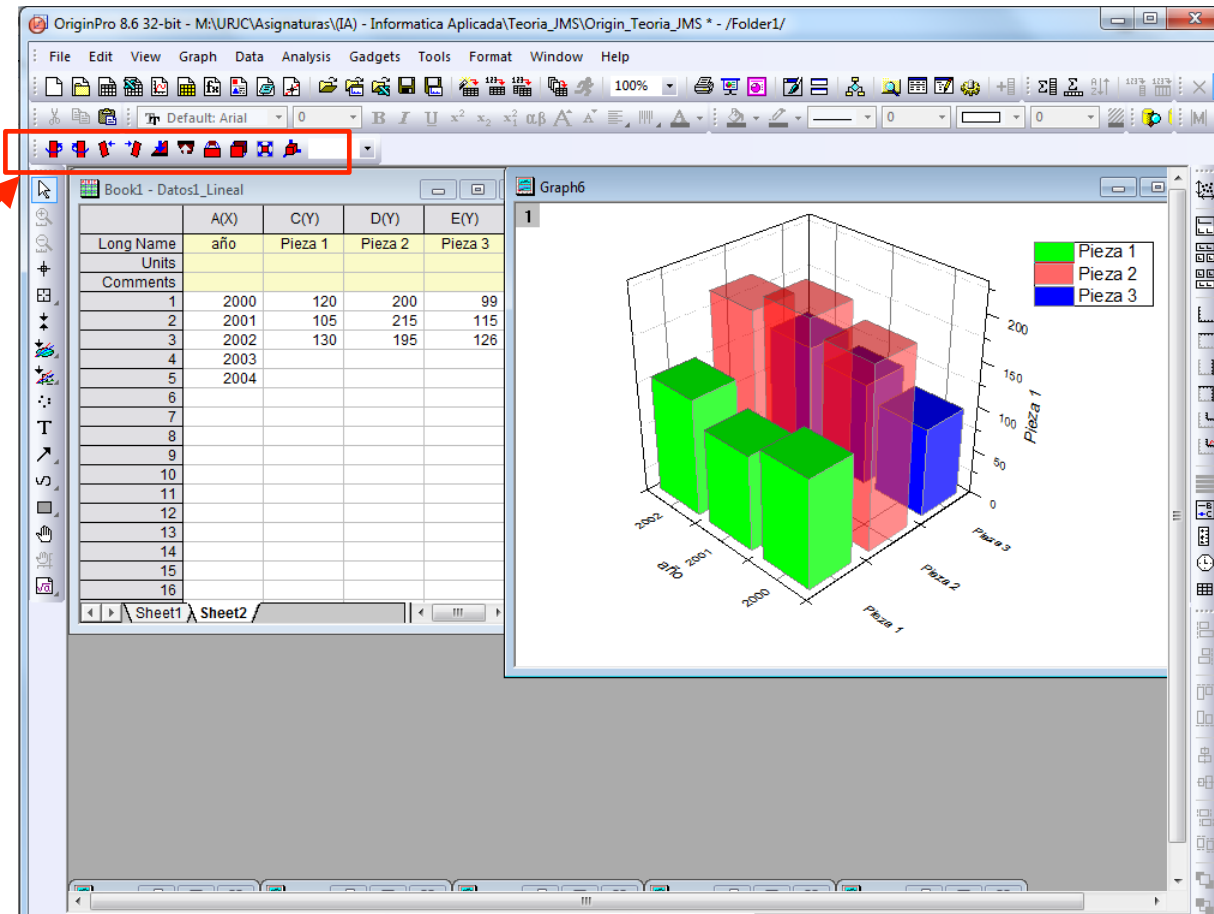 OriginPro 8.6 32-bit - M:\URJC\Asignaturas\(IA) - Informatica Aplicada\Teoria_JMS\Origin_Teoria_JMS * - /Folder1/
File Edit View Graph Data Analysis Gadgets Tools Format Window Help
100%
Default: Arial 0 B I U x² x₂ αβ A A 0 0
Book1 - Datos1_Lineal
A(X) C(Y) D(Y) E(Y)
Long Name año Pieza 1 Pieza 2 Pieza 3
Units
Comments
1 2000 120 200 99
2 2001 105 215 115
3 2002 130 195 126
4 2003
5 2004
6
7
8
9
10
11
12
13
14
15
16
Sheet1 Sheet2
Graph6
1
Pieza 1
Pieza 2
Pieza 3
200
150
100
50
0
Pieza 1
2002
2001
2000
año
Pieza 3
Pieza 2
Pieza 1
T